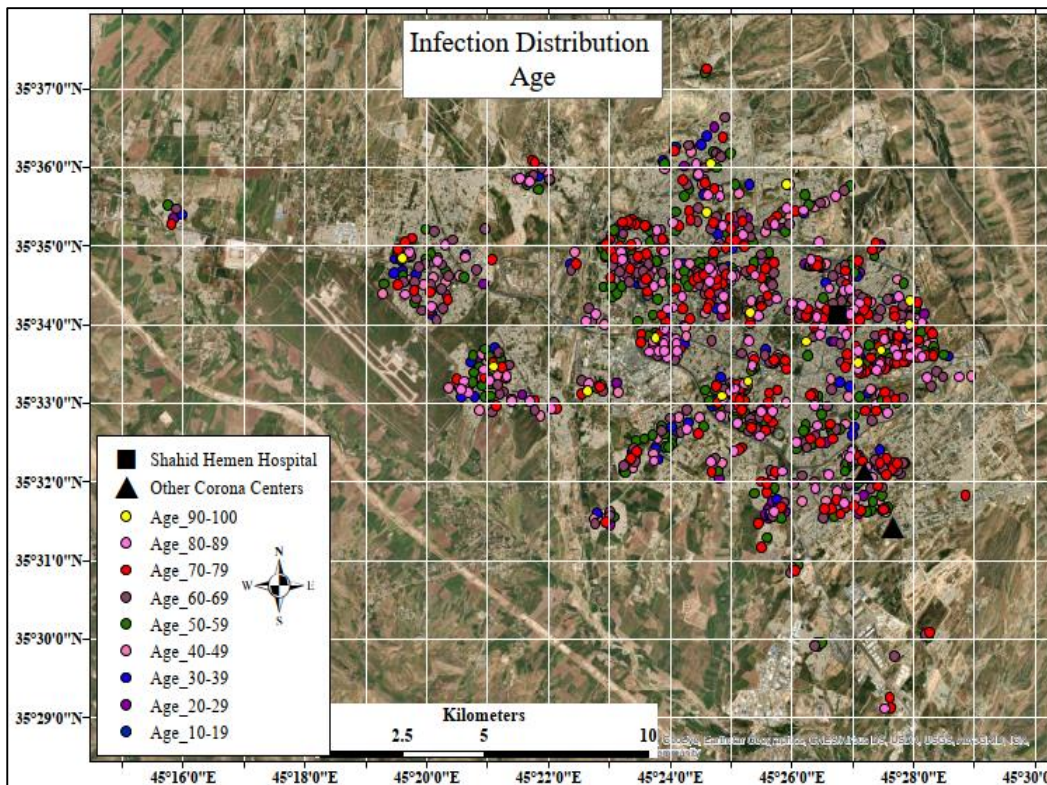 Infection Distribution
Age
35°37'0"N
35°36'0"N
35°35'0"N
35°34'0"N
35°33'0"N
35°32'0"N
35°31'0"N
35°30'0"N
35°29'0"N
Shahid Hemen Hospital
Other Corona Centers
Age_90-100
Age_80-89
Age_70-79
Age_60-69
Age_50-59
Age_40-49
Age_30-39
Age_20-29
Age_10-19
N
W E
S
Kilometers
2.5 5 10
45°16'0"E 45°18'0"E 45°20'0"E 45°22'0"E 45°24'0"E 45°26'0"E 45°28'0"E 45°30'0